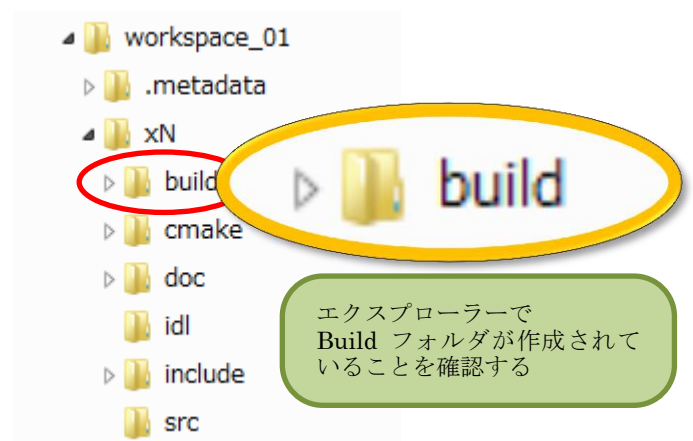 workspace_01
.metadata
xN
build
build
cmake
doc
idl
include
src
エクスプローラーで
Build フォルダが作成されて
いることを確認する